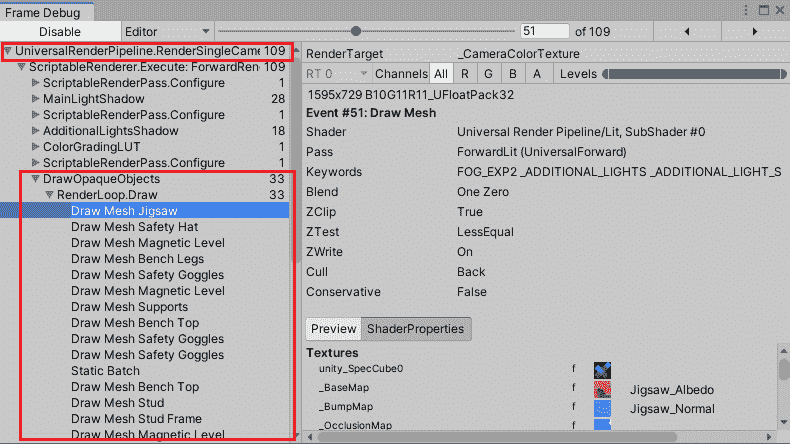 Frame Debug
Disable Editor 51 of 109
UniversalRenderPipeline.RenderSingleCame 109
ScriptableRenderer.Execute: ForwardRen 109
ScriptableRenderPass.Configure 1
MainLightShadow 28
ScriptableRenderPass.Configure 1
AdditionalLightsShadow 18
ColorGradingLUT 1
ScriptableRenderPass.Configure 1
DrawOpaqueObjects 33
RenderLoop.Draw 33
Draw Mesh Jigsaw
Draw Mesh Safety Hat
Draw Mesh Magnetic Level
Draw Mesh Bench Legs
Draw Mesh Safety Goggles
Draw Mesh Magnetic Level
Draw Mesh Supports
Draw Mesh Bench Top
Draw Mesh Safety Goggles
Draw Mesh Safety Goggles
Static Batch
Draw Mesh Bench Top
Draw Mesh Stud
Draw Mesh Stud Frame
Draw Mesh Magnetic Level
RenderTarget _CameraColorTexture
RT 0 Channels All R G B A Levels
1595x729 B10G11R11_UFloatPack32
Event #51: Draw Mesh
Shader Universal Render Pipeline/Lit, SubShader #0
Pass ForwardLit (UniversalForward)
Keywords FOG_EXP2 _ADDITIONAL_LIGHTS _ADDITIONAL_LIGHT_S
Blend One Zero
ZClip True
ZTest LessEqual
ZWrite On
Cull Back
Conservative False
Preview ShaderProperties
Textures
unity_SpecCube0 f
_BaseMap f Jigsaw_Albedo
_BumpMap f Jigsaw_Normal
_OcclusionMap f